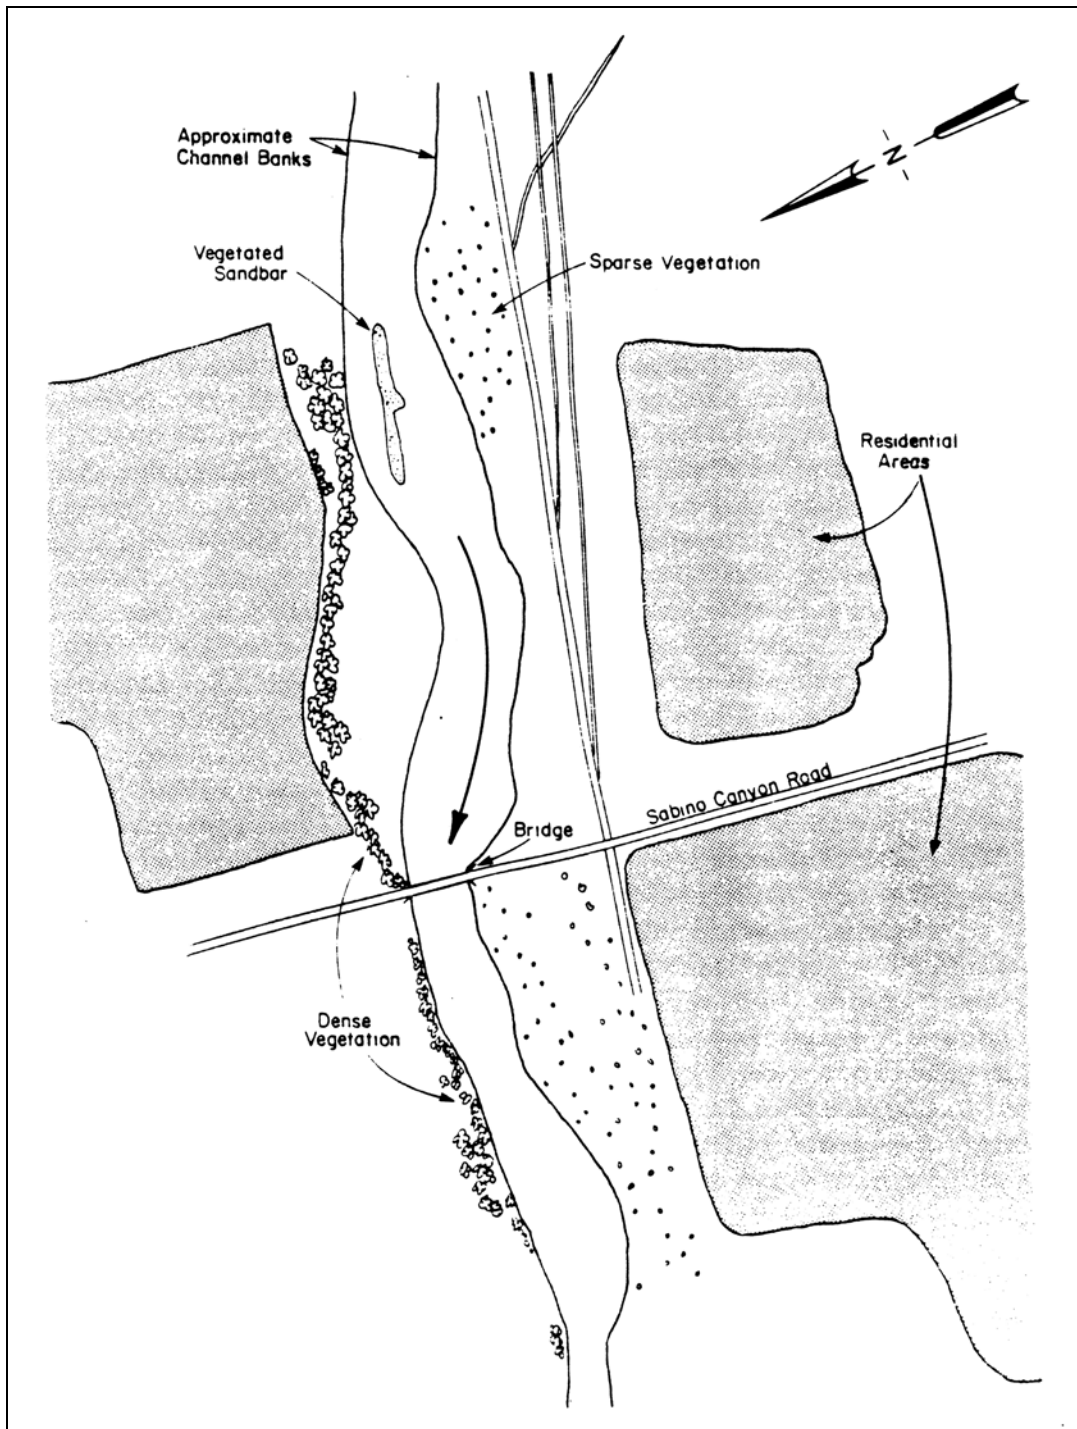 Approximate
Channel Banks
N
Vegetated
Sandbar
Sparse Vegetation
Residential
Areas
Sabino Canyon Road
Bridge
Dense
Vegetation